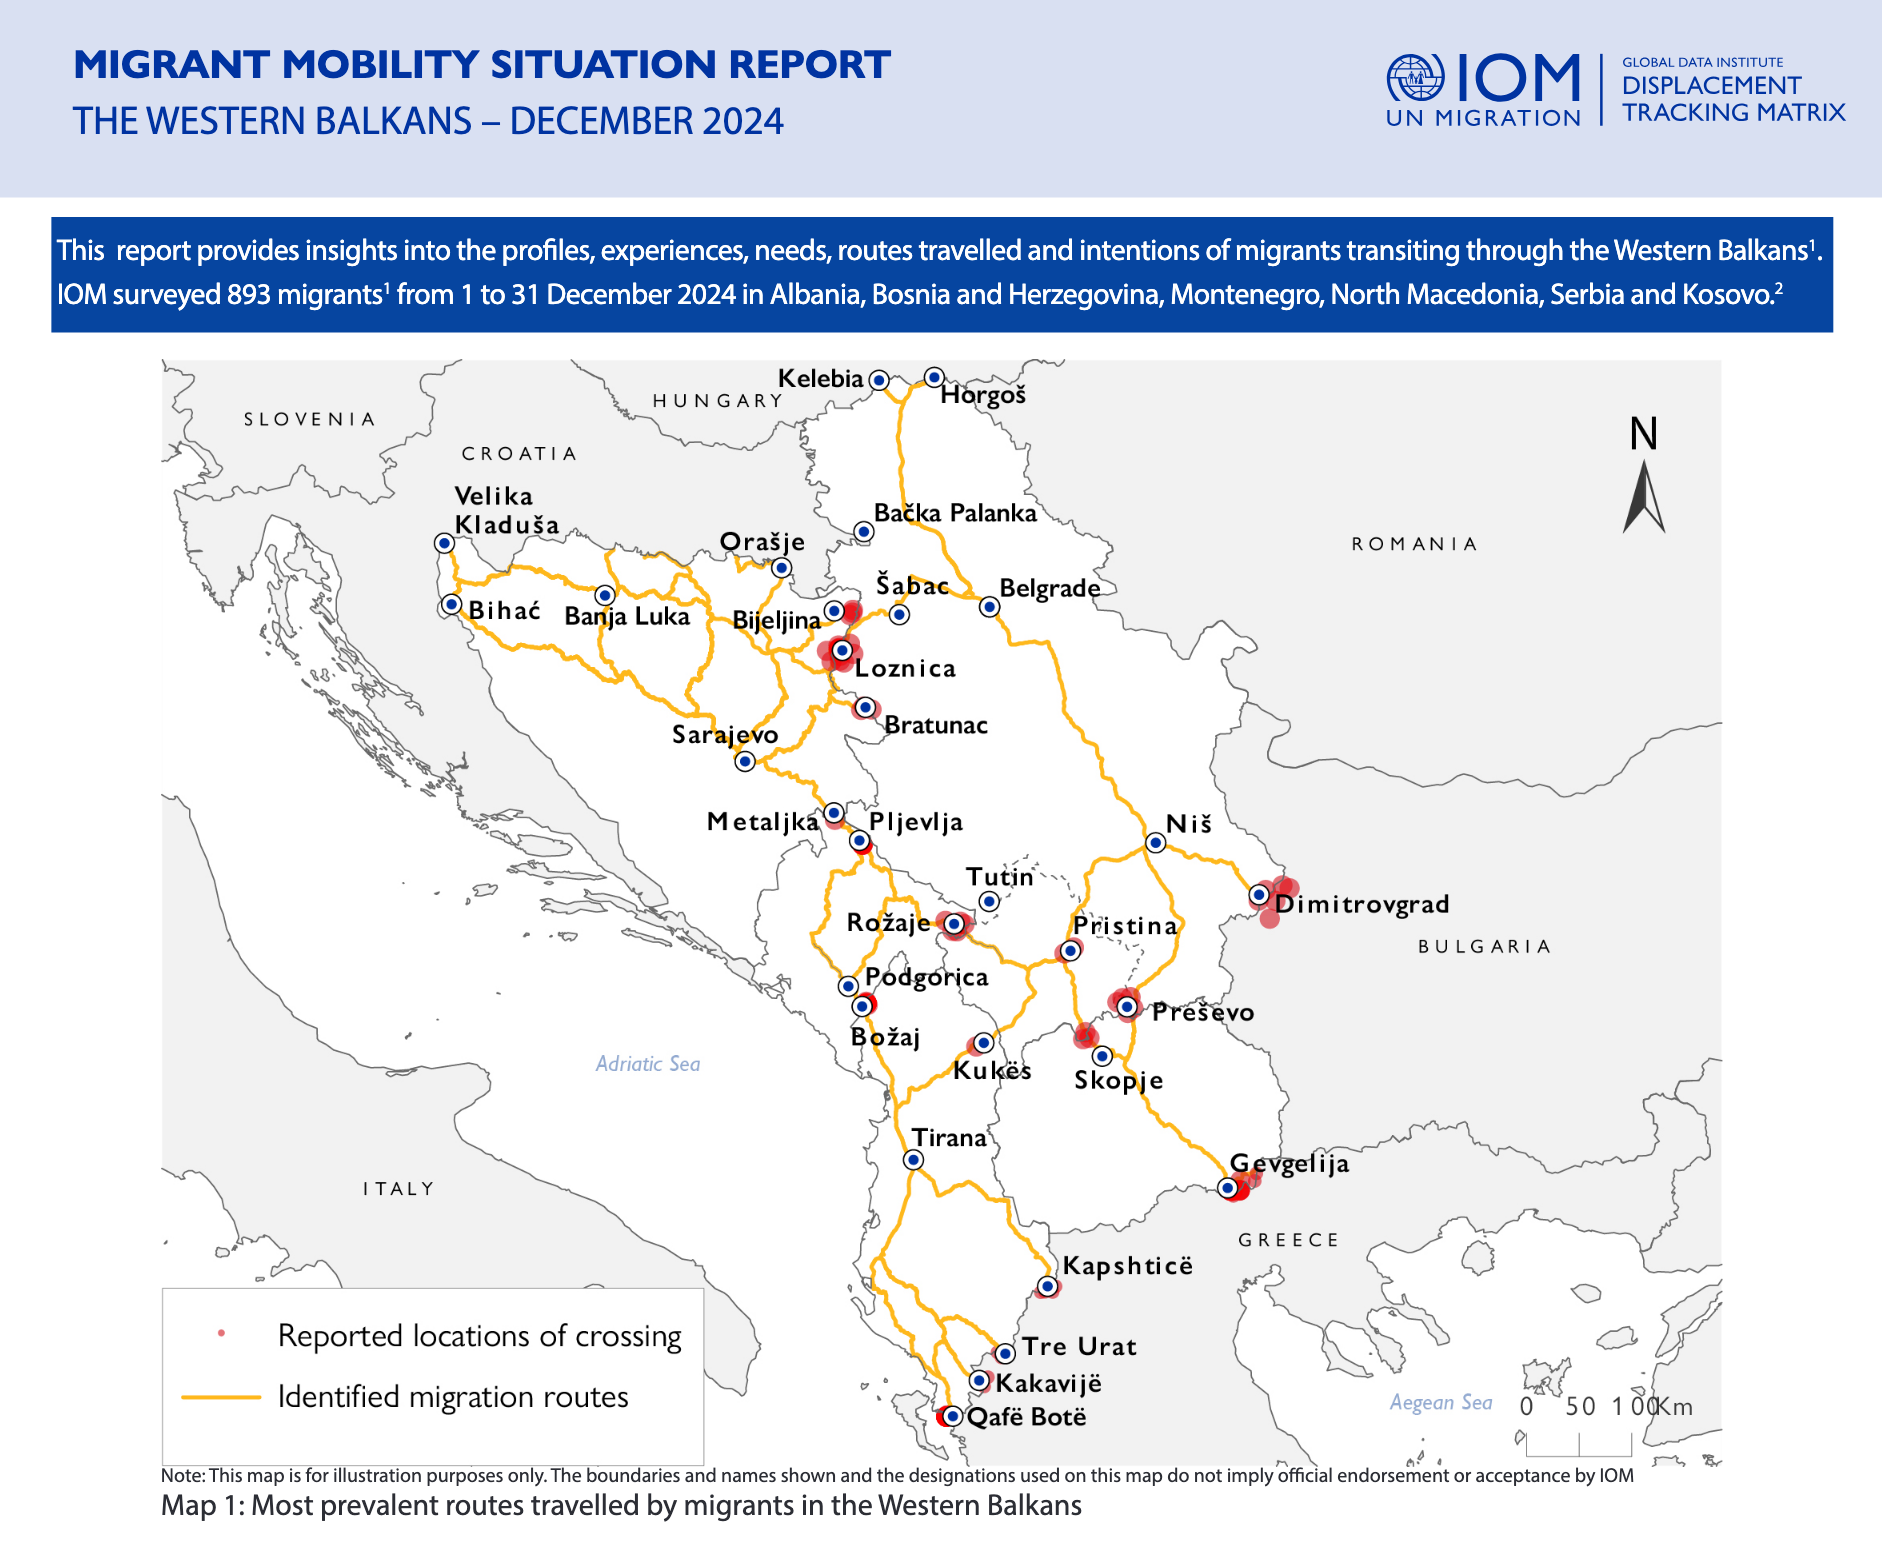 MIGRANT MOBILITY SITUATION REPORT
THE WESTERN BALKANS – DECEMBER 2024
IOM
UN MIGRATION
GLOBAL DATA INSTITUTE
DISPLACEMENT
TRACKING MATRIX
This report provides insights into the profiles, experiences, needs, routes travelled and intentions of migrants transiting through the Western Balkans¹.
IOM surveyed 893 migrants¹ from 1 to 31 December 2024 in Albania, Bosnia and Herzegovina, Montenegro, North Macedonia, Serbia and Kosovo.²
Kelebia
Horgoš
HUNGARY
SLOVENIA
N
CROATIA
Velika
Kladuša
Bačka Palanka
Orašje
ROMANIA
Šabac
Belgrade
Bihać
Banja Luka
Bijeljina
Loznica
Bratunac
Sarajevo
Metaljka
Pljevlja
Niš
Tutin
Dimitrovgrad
Rožaje
Pristina
BULGARIA
Podgorica
Preševo
Božaj
Adriatic Sea
Kukës
Skopje
Tirana
Gevgelija
ITALY
GREECE
Kapshticë
Reported locations of crossing
Tre Urat
Kakavijë
Identified migration routes
Aegean Sea
0 50 100Km
Qafë Botë
Note: This map is for illustration purposes only. The boundaries and names shown and the designations used on this map do not imply official endorsement or acceptance by IOM
Map 1: Most prevalent routes travelled by migrants in the Western Balkans